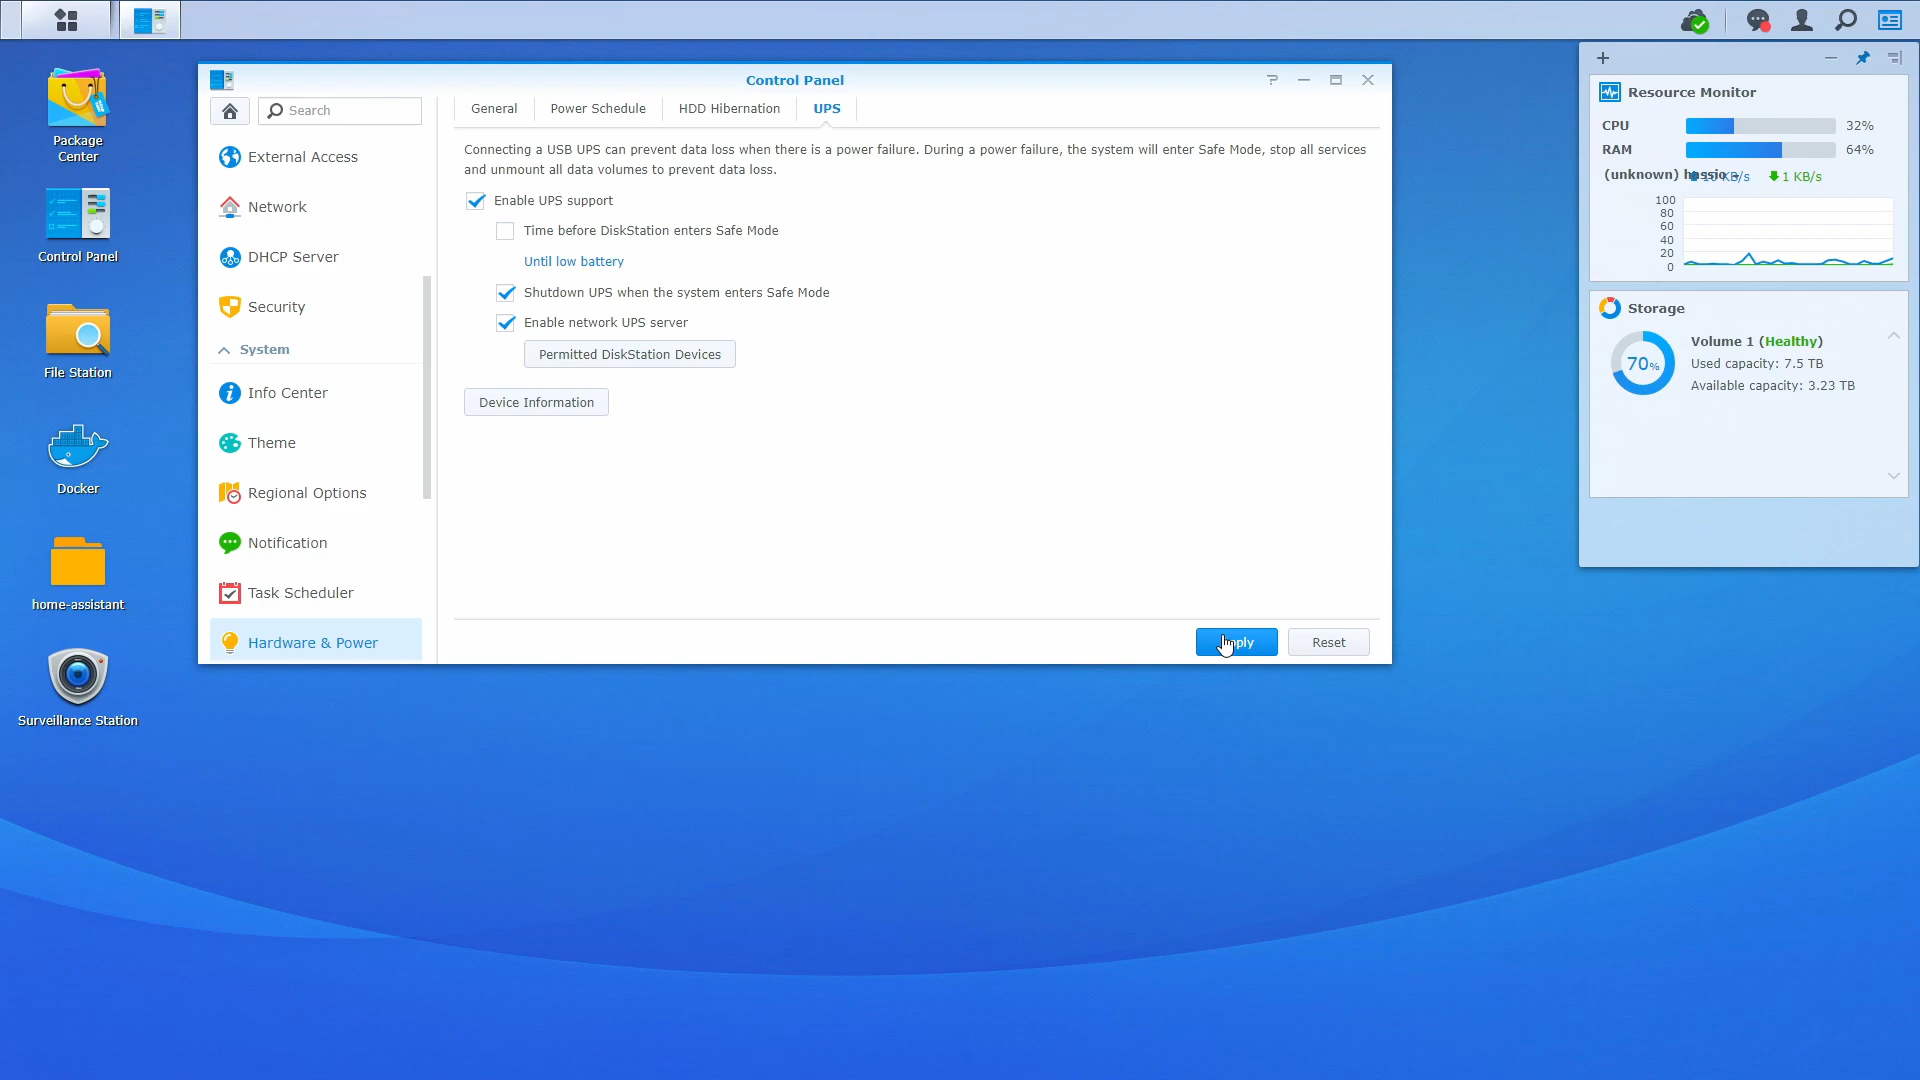 Control Panel
Package
Center
Control Panel
File Station
Docker
home-assistant
Surveillance Station
Search
External Access
Network
DHCP Server
Security
System
Info Center
Theme
Regional Options
Notification
Task Scheduler
Hardware & Power
General
Power Schedule
HDD Hibernation
UPS
Connecting a USB UPS can prevent data loss when there is a power failure. During a power failure, the system will enter Safe Mode, stop all services
and unmount all data volumes to prevent data loss.
Enable UPS support
Time before DiskStation enters Safe Mode
Until low battery
Shutdown UPS when the system enters Safe Mode
Enable network UPS server
Permitted DiskStation Devices
Device Information
Reset
Resource Monitor
CPU 32%
RAM 64%
(unknown) hassio
KB/s
1 KB/s
100
80
60
40
20
0
Storage
70%
Volume 1 (Healthy)
Used capacity: 7.5 TB
Available capacity: 3.23 TB